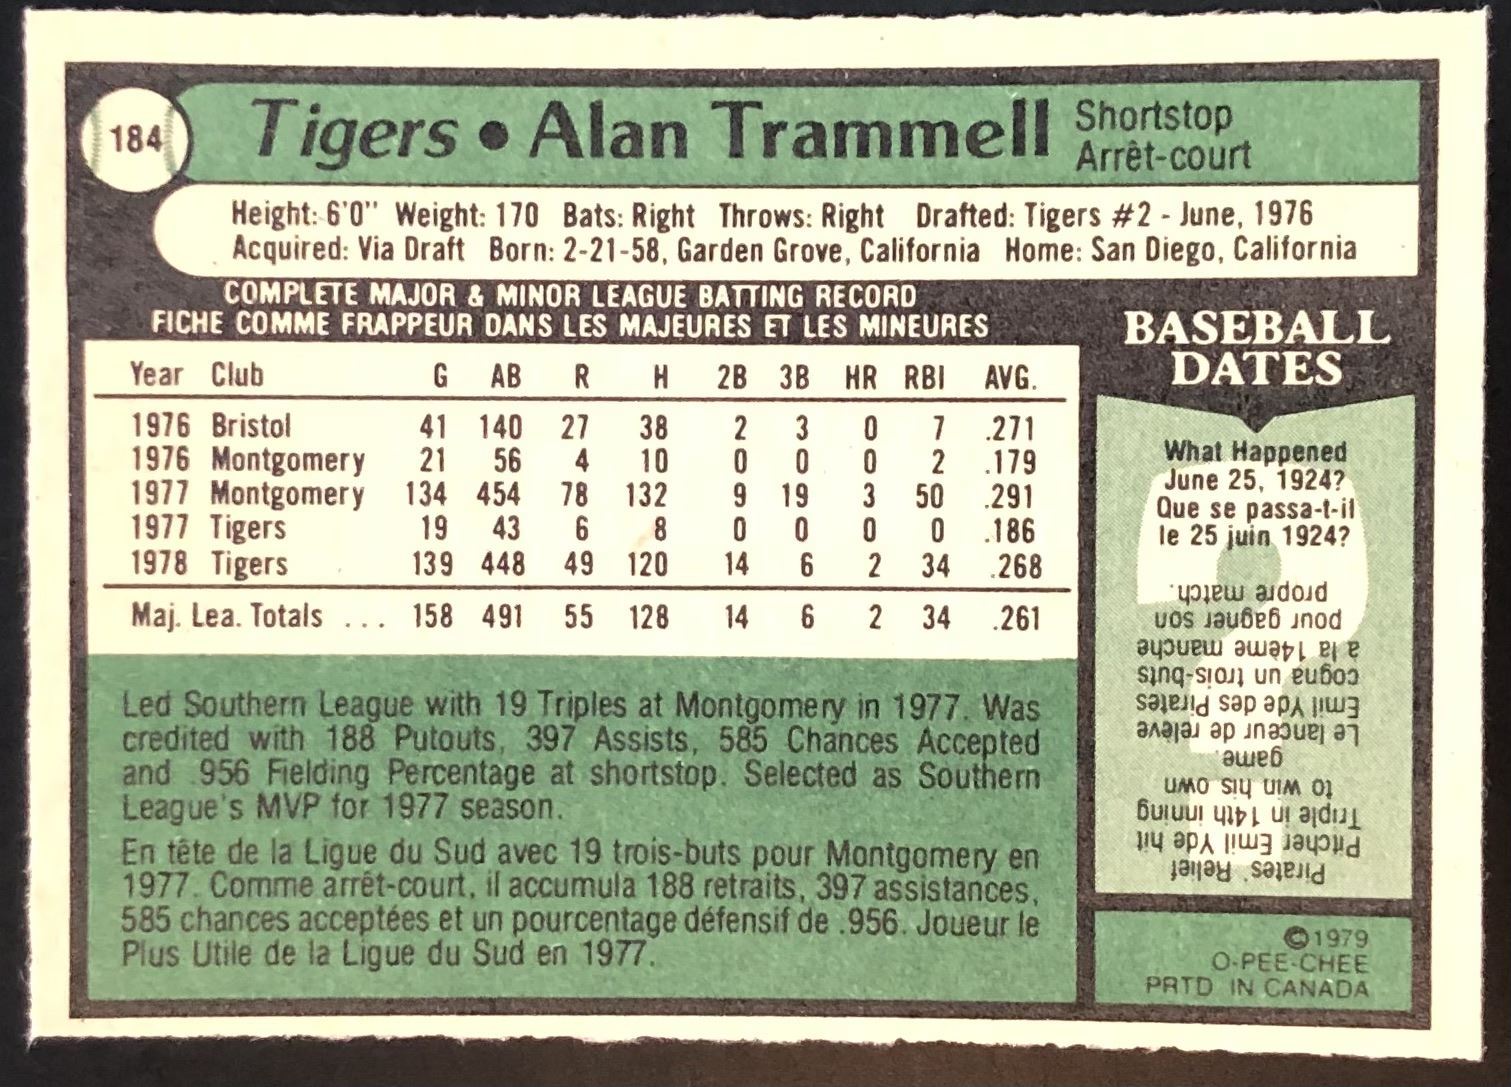 184
Tigers • Alan Trammell
Shortstop
Arrêt-court
Height: 6'0" Weight: 170 Bats: Right Throws: Right Drafted: Tigers #2 - June, 1976
Acquired: Via Draft Born: 2-21-58, Garden Grove, California Home: San Diego, California
COMPLETE MAJOR & MINOR LEAGUE BATTING RECORD
FICHE COMME FRAPPEUR DANS LES MAJEURES ET LES MINEURES
Year Club G AB R H 2B 3B HR RBI AVG.
1976 Bristol 41 140 27 38 2 3 0 7 .271
1976 Montgomery 21 56 4 10 0 0 0 2 .179
1977 Montgomery 134 454 78 132 9 19 3 50 .291
1977 Tigers 19 43 6 8 0 0 0 0 .186
1978 Tigers 139 448 49 120 14 6 2 34 .268
Maj. Lea. Totals ... 158 491 55 128 14 6 2 34 .261
Led Southern League with 19 Triples at Montgomery in 1977. Was
credited with 188 Putouts, 397 Assists, 585 Chances Accepted
and .956 Fielding Percentage at shortstop. Selected as Southern
League's MVP for 1977 season.
En tête de la Ligue du Sud avec 19 trois-buts pour Montgomery en
1977. Comme arrêt-court, il accumula 188 retraits, 397 assistances,
585 chances acceptées et un pourcentage défensif de .956. Joueur le
Plus Utile de la Ligue du Sud en 1977.
BASEBALL
DATES
What Happened
June 25, 1924?
Que se passa-t-il
le 25 juin 1924?
Pirates' Relief
Pitcher Emil Yde hit
Triple in 14th inning
to win his own
game.
Le lanceur de relève
Emil Yde des Pirates
cogna un trois-buts
a la 14ème manche
pour gagner son
propre match.
©1979
O-PEE-CHEE
PRTD IN CANADA